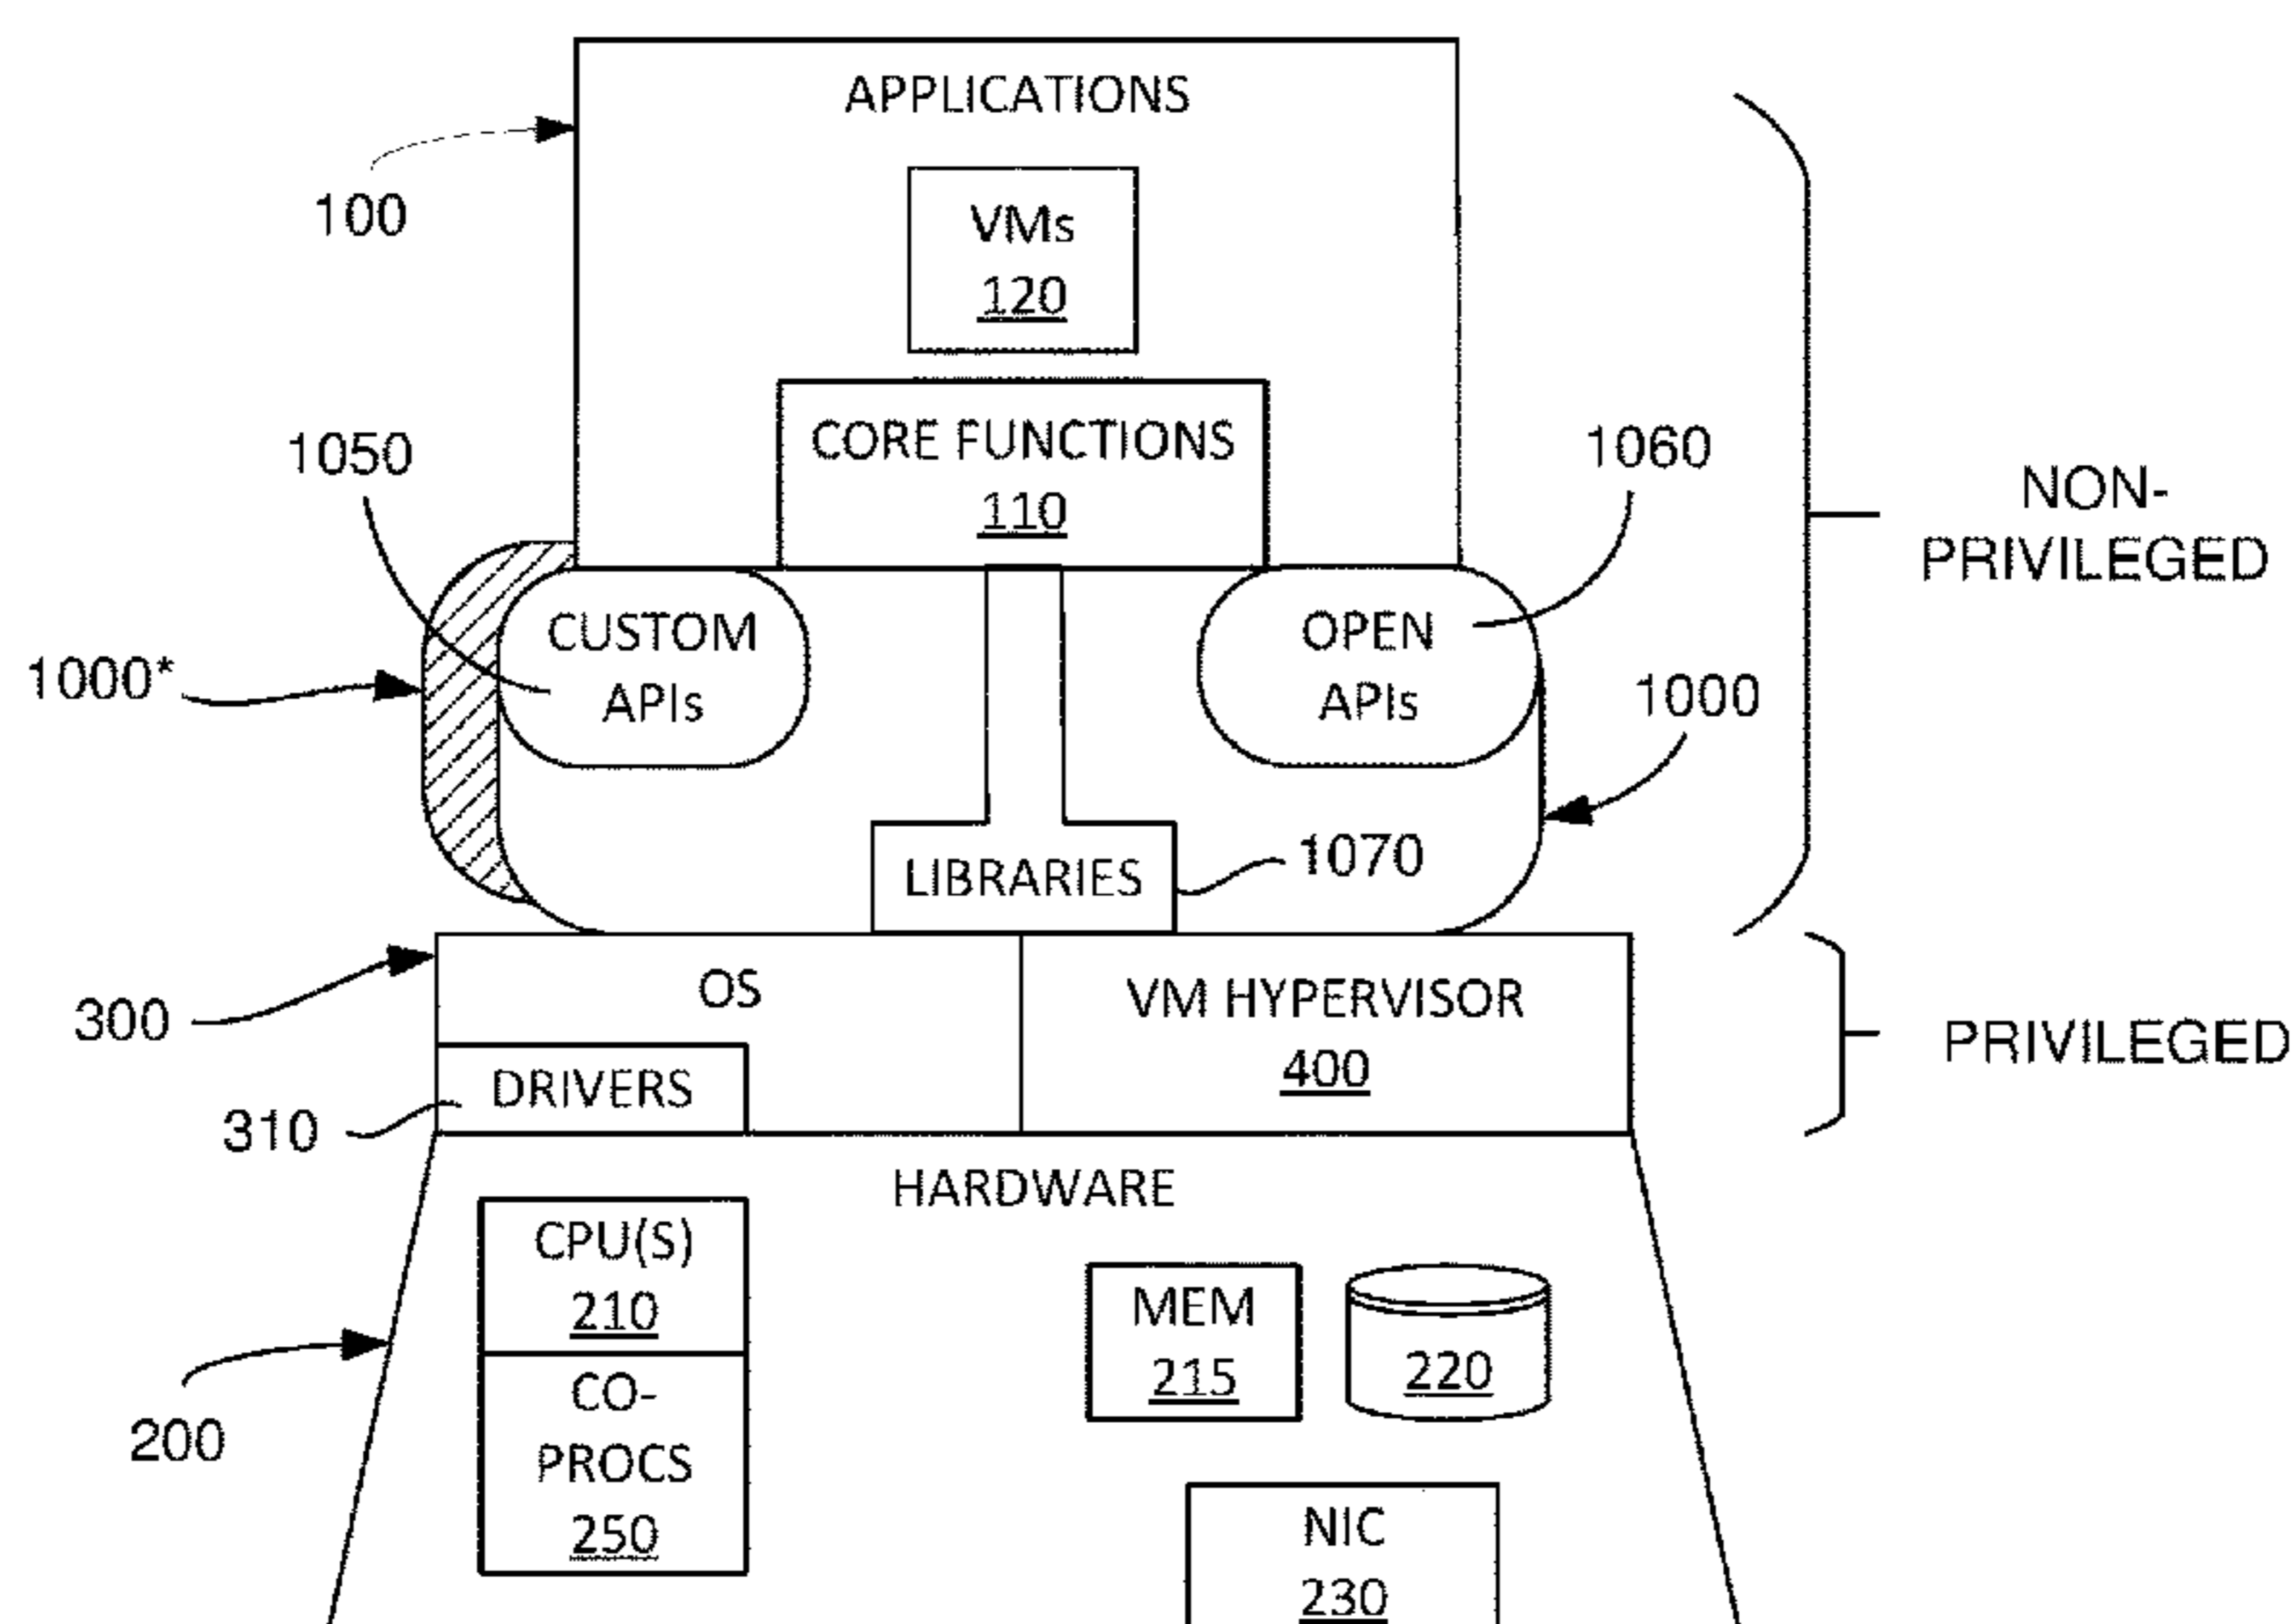 APPLICATIONS
100
VMs
120
CORE FUNCTIONS
110
1050
1060
NON-
PRIVILEGED
CUSTOM
APIs
OPEN
APIs
1000*
1000
LIBRARIES
1070
300
OS
VM HYPERVISOR
400
PRIVILEGED
DRIVERS
310
HARDWARE
CPU(S)
210
CO-
PROCS
250
MEM
215
220
200
NIC
230